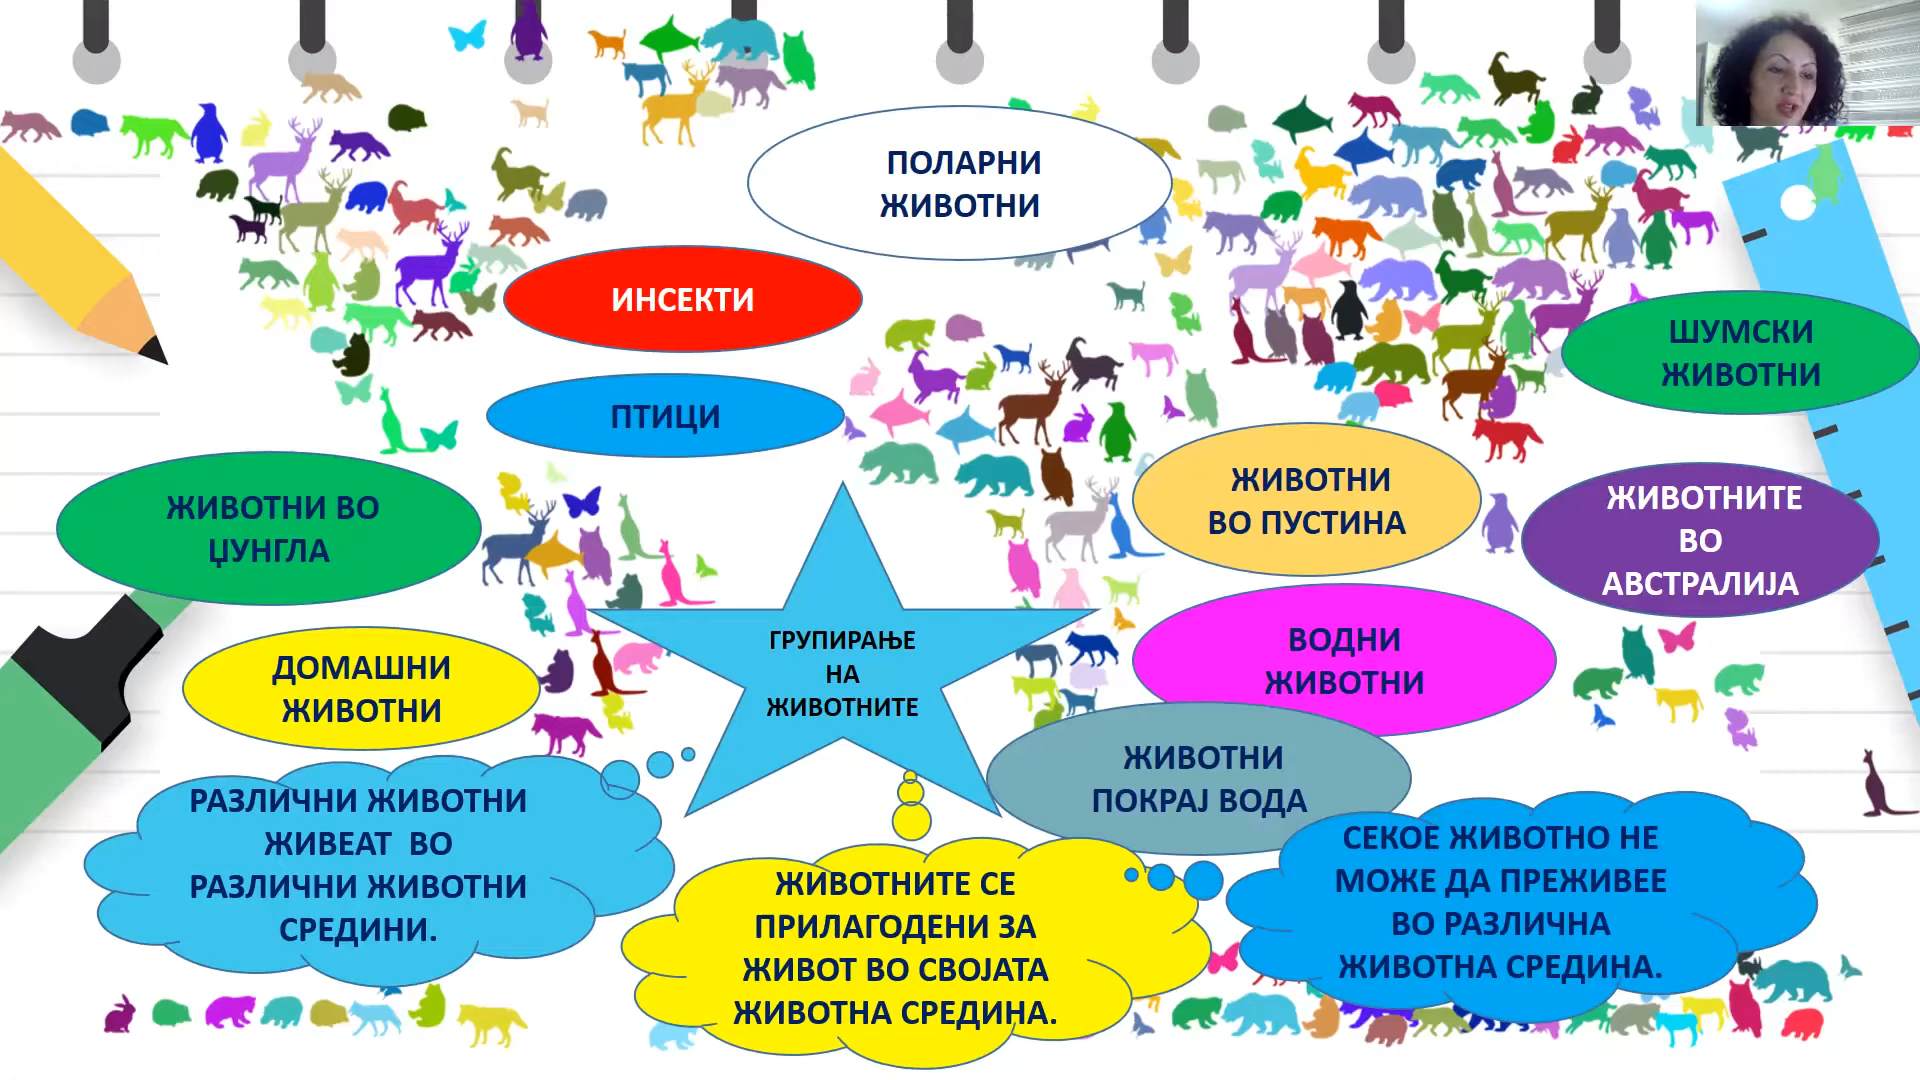 ПОЛАРНИ
ЖИВОТНИ
ИНСЕКТИ
ШУМСКИ
ЖИВОТНИ
ПТИЦИ
ЖИВОТНИ ВО
ЏУНГЛА
ЖИВОТНИ
ВО ПУСТИНА
ЖИВОТНИТЕ
ВО
АВСТРАЛИЈА
ГРУПИРАЊЕ
НА
ЖИВОТНИТЕ
ВОДНИ
ЖИВОТНИ
ДОМАШНИ
ЖИВОТНИ
ЖИВОТНИ
ПОКРАЈ ВОДА
РАЗЛИЧНИ ЖИВОТНИ
ЖИВЕАТ ВО
РАЗЛИЧНИ ЖИВОТНИ
СРЕДИНИ.
ЖИВОТНИТЕ СЕ
ПРИЛАГОДЕНИ ЗА
ЖИВОТ ВО СВОЈАТА
ЖИВОТНА СРЕДИНА.
СЕКОЕ ЖИВОТНО НЕ
МОЖЕ ДА ПРЕЖИВЕЕ
ВО РАЗЛИЧНА
ЖИВОТНА СРЕДИНА.